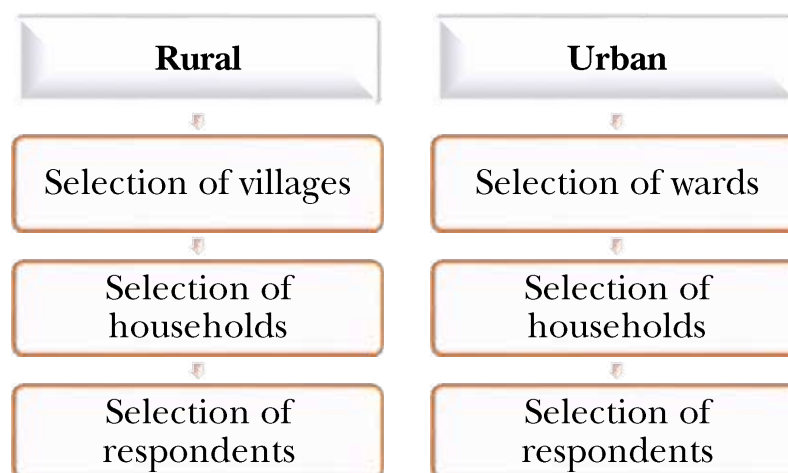 Rural
Selection of villages
Selection of
households
Selection of
respondents
Urban
Selection of wards
Selection of
households
Selection of
respondents